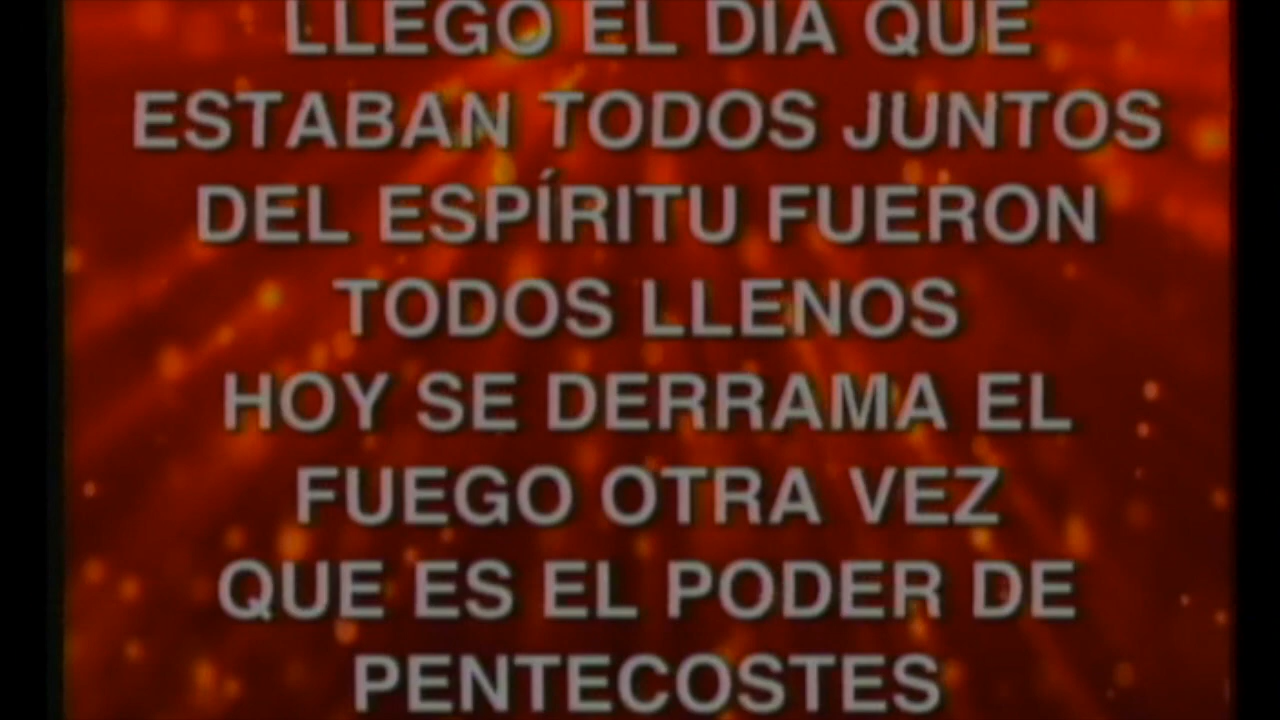 LLEGO EL DIA QUE
ESTABAN TODOS JUNTOS
DEL ESPÍRITU FUERON
TODOS LLENOS
HOY SE DERRAMA EL
FUEGO OTRA VEZ
QUE ES EL PODER DE
PENTECOSTES